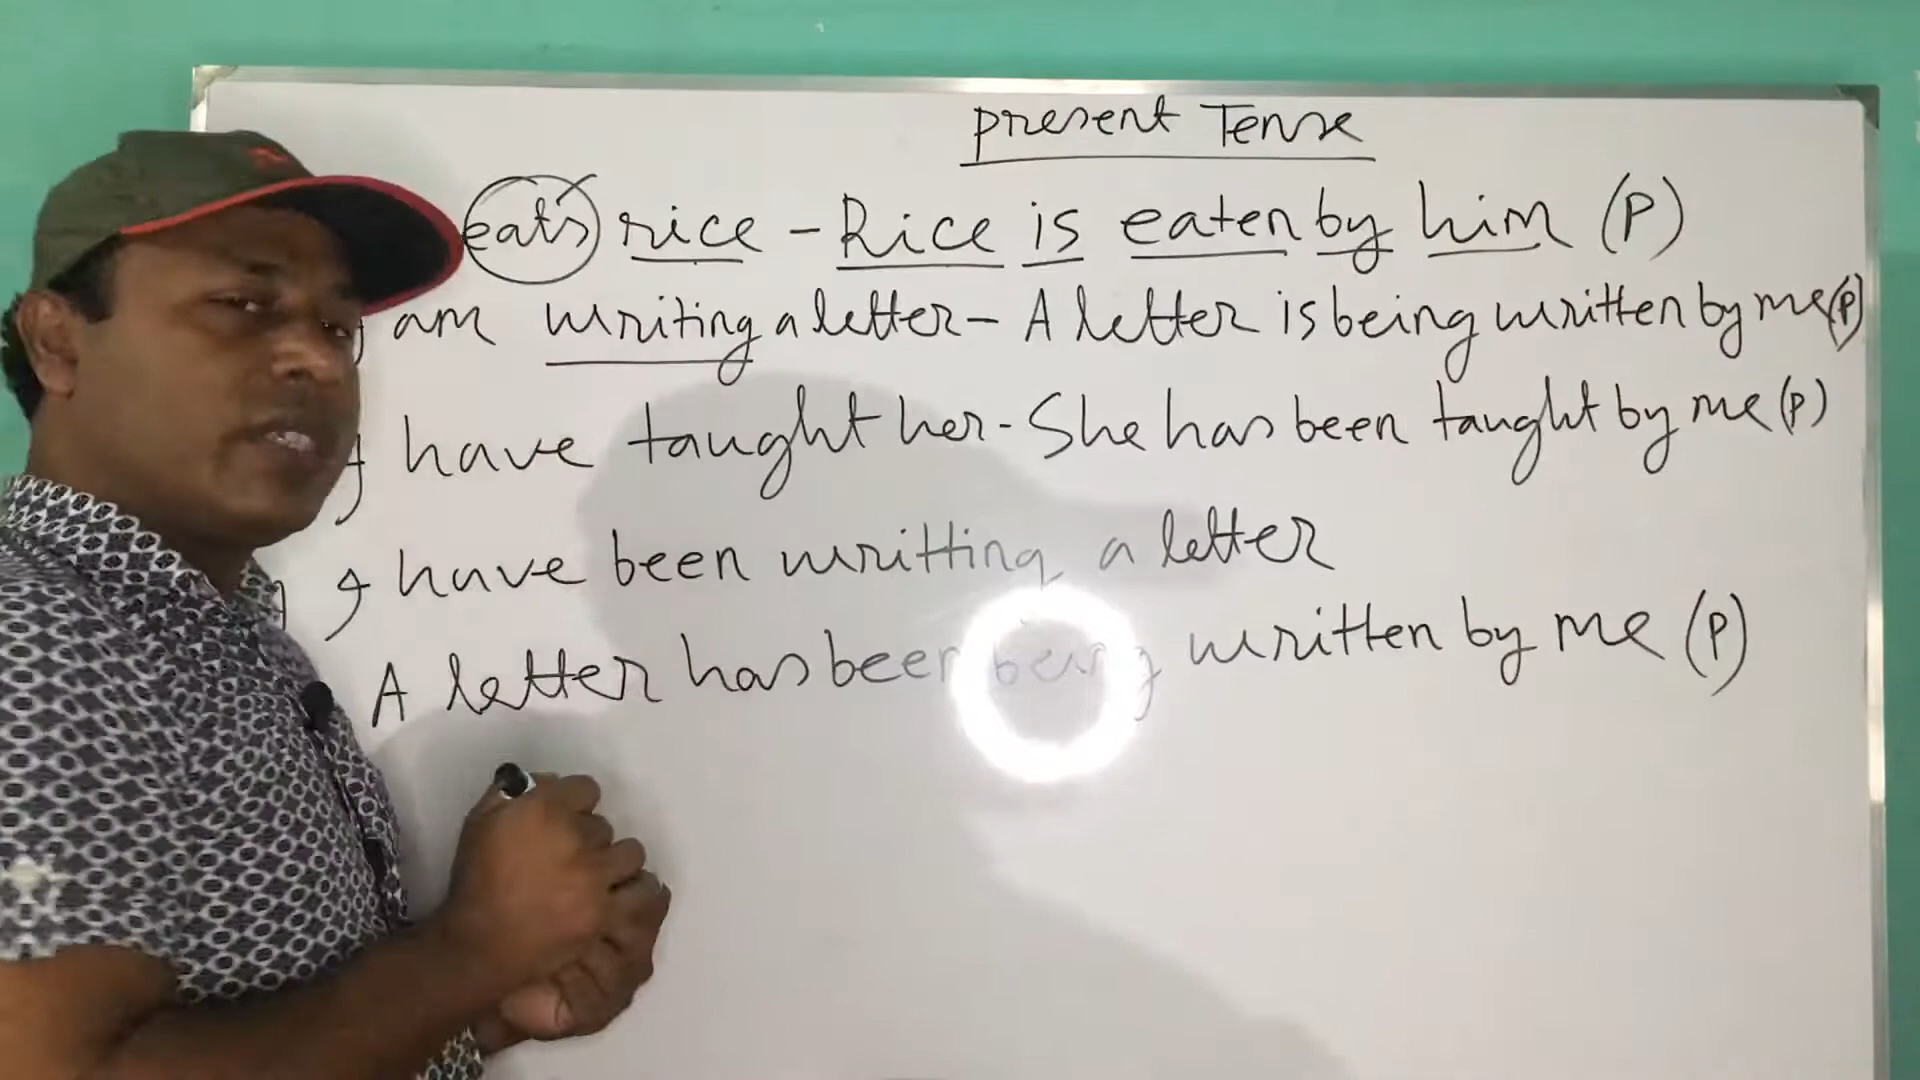 present Tense
eats rice - Rice is eaten by him (P)
am writing a letter - A letter is being written by me (P)
I have taught her - She has been taught by me (P)
I have been writting a letter
A letter has been being written by me (P)